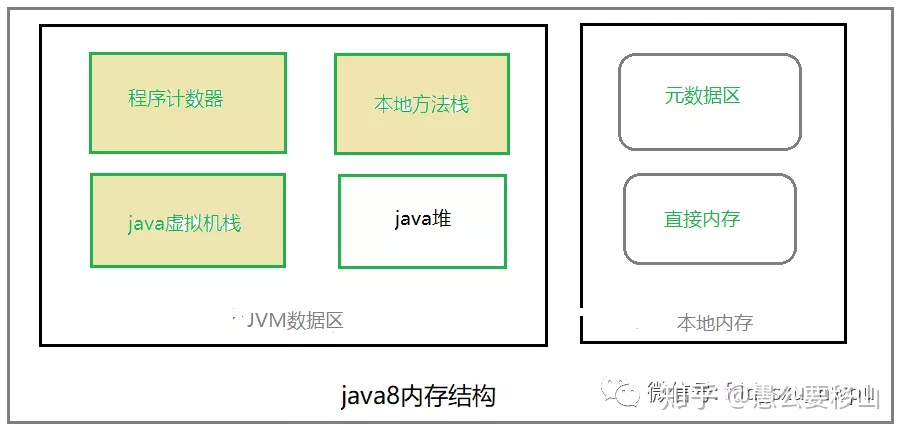 程序计数器
本地方法栈
java虚拟机栈
java堆
JVM数据区
元数据区
直接内存
本地内存
java8内存结构
微信号:
知乎 @愚公要移山